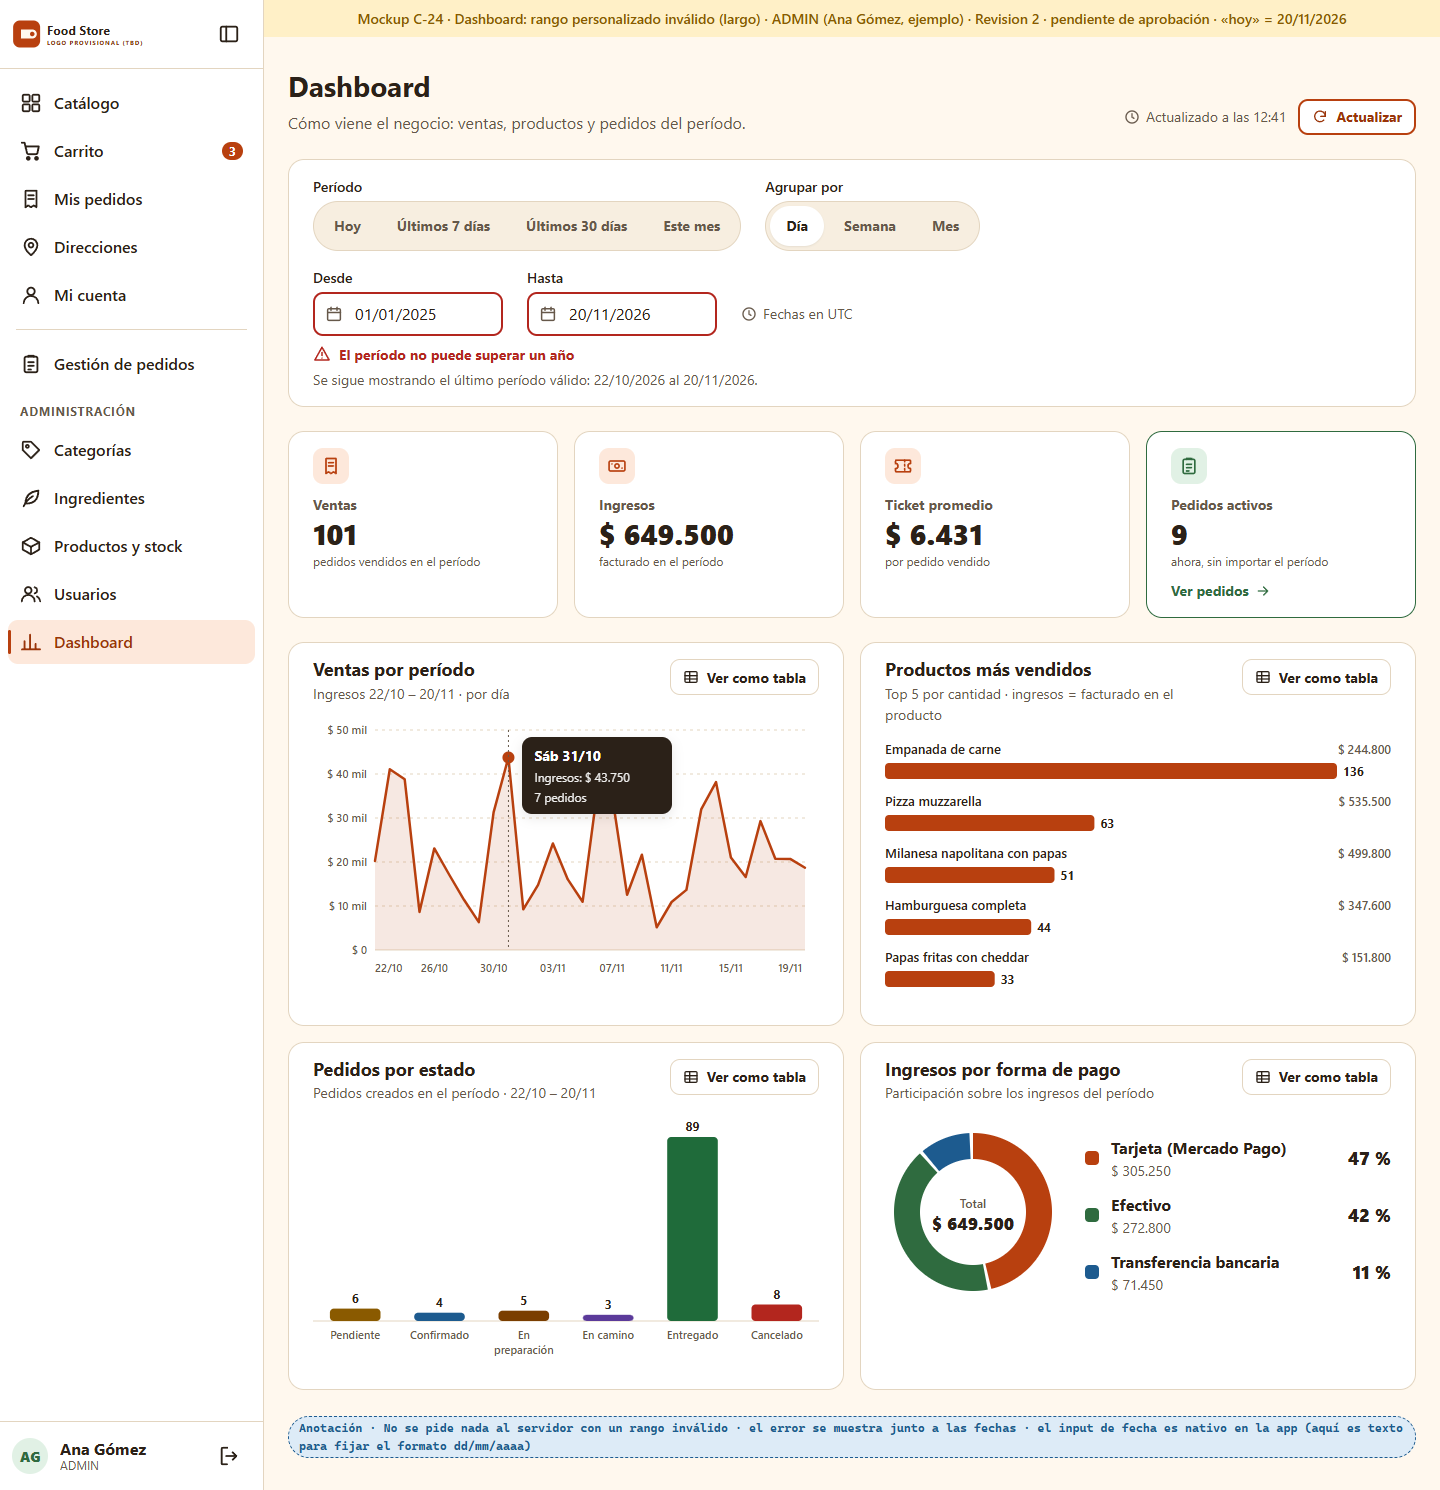 Food Store
LOGO PROVISIONAL (TBD)
Catálogo
Carrito
3
Mis pedidos
Direcciones
Mi cuenta
Gestión de pedidos
ADMINISTRACIÓN
Categorías
Ingredientes
Productos y stock
Usuarios
Dashboard
AG
Ana Gómez
ADMIN
Mockup C-24 · Dashboard: rango personalizado inválido (largo) · ADMIN (Ana Gómez, ejemplo) · Revision 2 · pendiente de aprobación · «hoy» = 20/11/2026
Dashboard
Cómo viene el negocio: ventas, productos y pedidos del período.
Actualizado a las 12:41
Actualizar
Período
Hoy
Últimos 7 días
Últimos 30 días
Este mes
Agrupar por
Día
Semana
Mes
Desde
01/01/2025
Hasta
20/11/2026
Fechas en UTC
El período no puede superar un año
Se sigue mostrando el último período válido: 22/10/2026 al 20/11/2026.
Ventas
101
pedidos vendidos en el período
Ingresos
$ 649.500
facturado en el período
Ticket promedio
$ 6.431
por pedido vendido
Pedidos activos
9
ahora, sin importar el período
Ver pedidos →
Ventas por período
Ingresos 22/10 – 20/11 · por día
Ver como tabla
$ 50 mil
$ 40 mil
$ 30 mil
$ 20 mil
$ 10 mil
$ 0
Sáb 31/10
Ingresos: $ 43.750
7 pedidos
22/10
26/10
30/10
03/11
07/11
11/11
15/11
19/11
Productos más vendidos
Top 5 por cantidad · ingresos = facturado en el
producto
Ver como tabla
Empanada de carne
$ 244.800
136
Pizza muzzarella
$ 535.500
63
Milanesa napolitana con papas
$ 499.800
51
Hamburguesa completa
$ 347.600
44
Papas fritas con cheddar
$ 151.800
33
Pedidos por estado
Pedidos creados en el período · 22/10 – 20/11
Ver como tabla
6
4
5
3
89
8
Pendiente
Confirmado
En
preparación
En camino
Entregado
Cancelado
Ingresos por forma de pago
Participación sobre los ingresos del período
Ver como tabla
Total
$ 649.500
Tarjeta (Mercado Pago)
$ 305.250
47 %
Efectivo
$ 272.800
42 %
Transferencia bancaria
$ 71.450
11 %
Anotación · No se pide nada al servidor con un rango inválido · el error se muestra junto a las fechas · el input de fecha es nativo en la app (aquí es texto
para fijar el formato dd/mm/aaaa)